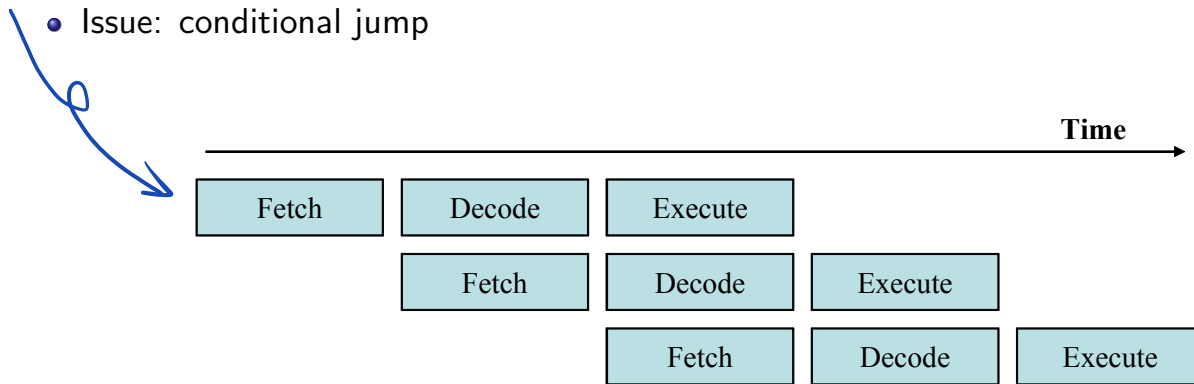 Issue: conditional jump
Time
Fetch Decode Execute
Fetch Decode Execute
Fetch Decode Execute